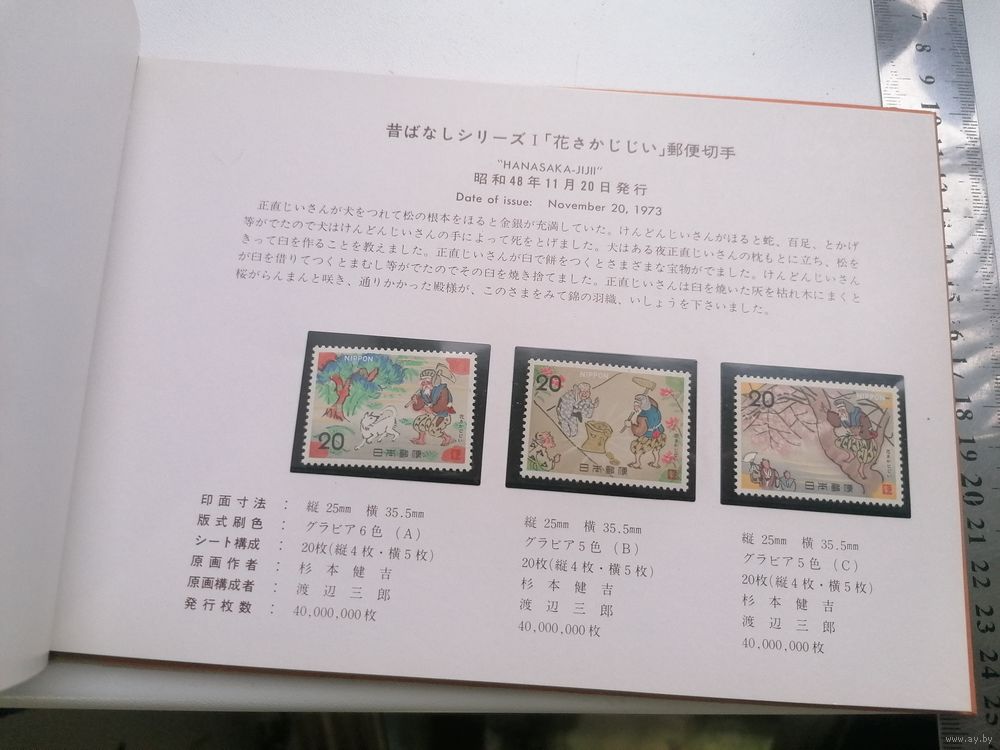 昔ばなしシリーズⅠ「花さかじじい」郵便切手
"HANASAKA-JIJII"
昭和48年11月20日発行
Date of issue: November 20, 1973
正直じいさんが犬をつれて松の根本をほると金銀が充満していた。けんどんじいさんがほると蛇、百足、とかげ
等がでたので犬はけんどんじいさんの手によって死をとげました。犬はある夜正直じいさんの枕もとに立ち、松を
きって臼を作ることを教えました。正直じいさんが臼で餅をつくとさまざまな宝物がでました。けんどんじいさん
が臼を借りてつくとまむし等がでたのでその臼を焼き捨てました。正直じいさんは臼を焼いた灰を枯れ木にまくと
桜がらんまんと咲き、通りかかった殿様が、このさまをみて錦の羽織、いしょうを下さいました。
NIPPON
20
日本郵便
NIPPON
20
日本郵便
NIPPON
20
日本郵便
印面寸法: 縦 25mm 横 35.5mm
版式刷色: グラビア6色 (A)
シート構成: 20枚(縦4枚・横5枚)
原画作者: 杉本健吉
原画構成者: 渡辺三郎
発行枚数: 40,000,000枚
縦 25mm 横 35.5mm
グラビア5色 (B)
20枚(縦4枚・横5枚)
杉本健吉
渡辺三郎
40,000,000枚
縦 25mm 横 35.5mm
グラビア5色 (C)
20枚(縦4枚・横5枚)
杉本健吉
渡辺三郎
40,000,000枚
7
8
9
10
11
12
13
14
15
16
17
18
19
20
21
22
23
24
25
www.ay.by